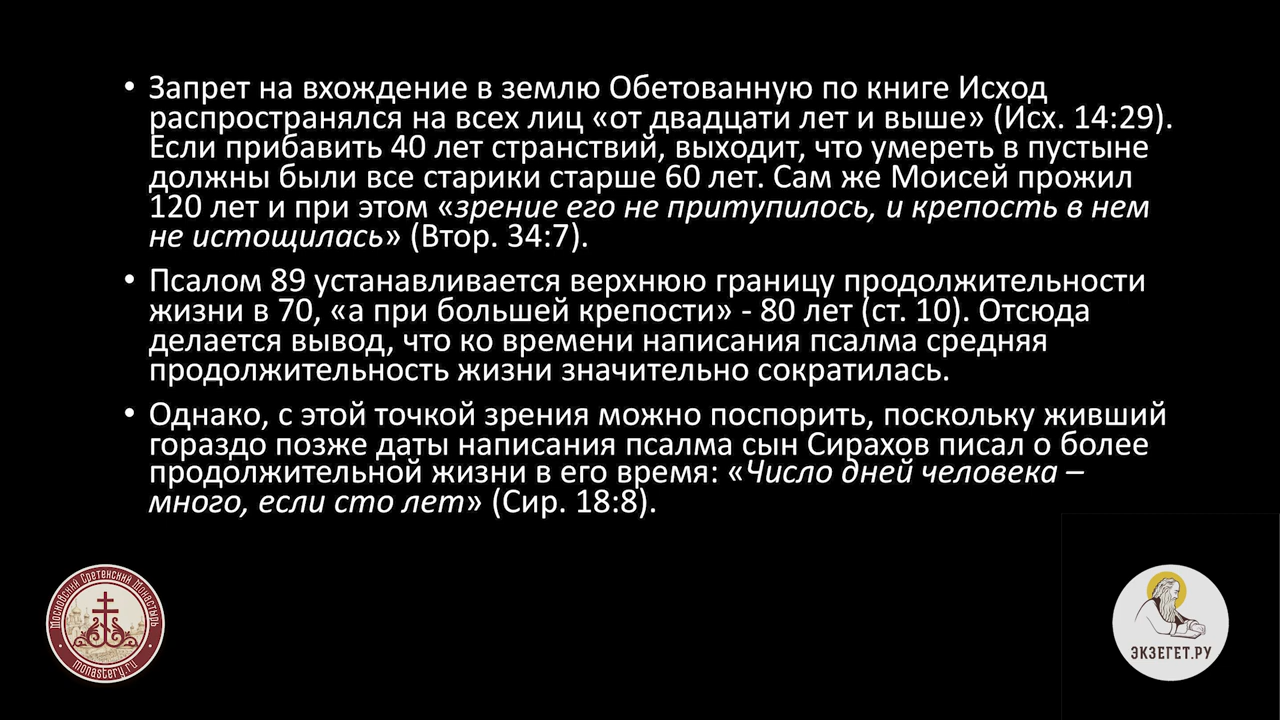 • Запрет на вхождение в землю Обетованную по книге Исход
распространялся на всех лиц «от двадцати лет и выше» (Исх. 14:29).
Если прибавить 40 лет странствий, выходит, что умереть в пустыне
должны были все старики старше 60 лет. Сам же Моисей прожил
120 лет и при этом «зрение его не притупилось, и крепость в нем
не истощилась» (Втор. 34:7).
• Псалом 89 устанавливается верхнюю границу продолжительности
жизни в 70, «а при большей крепости» - 80 лет (ст. 10). Отсюда
делается вывод, что ко времени написания псалма средняя
продолжительность жизни значительно сократилась.
• Однако, с этой точкой зрения можно поспорить, поскольку живший
гораздо позже даты написания псалма сын Сирахов писал о более
продолжительной жизни в его время: «Число дней человека –
много, если сто лет» (Сир. 18:8).
Московский Сретенский Монастырь
monastery.ru
ЭКЗЕГЕТ.РУ